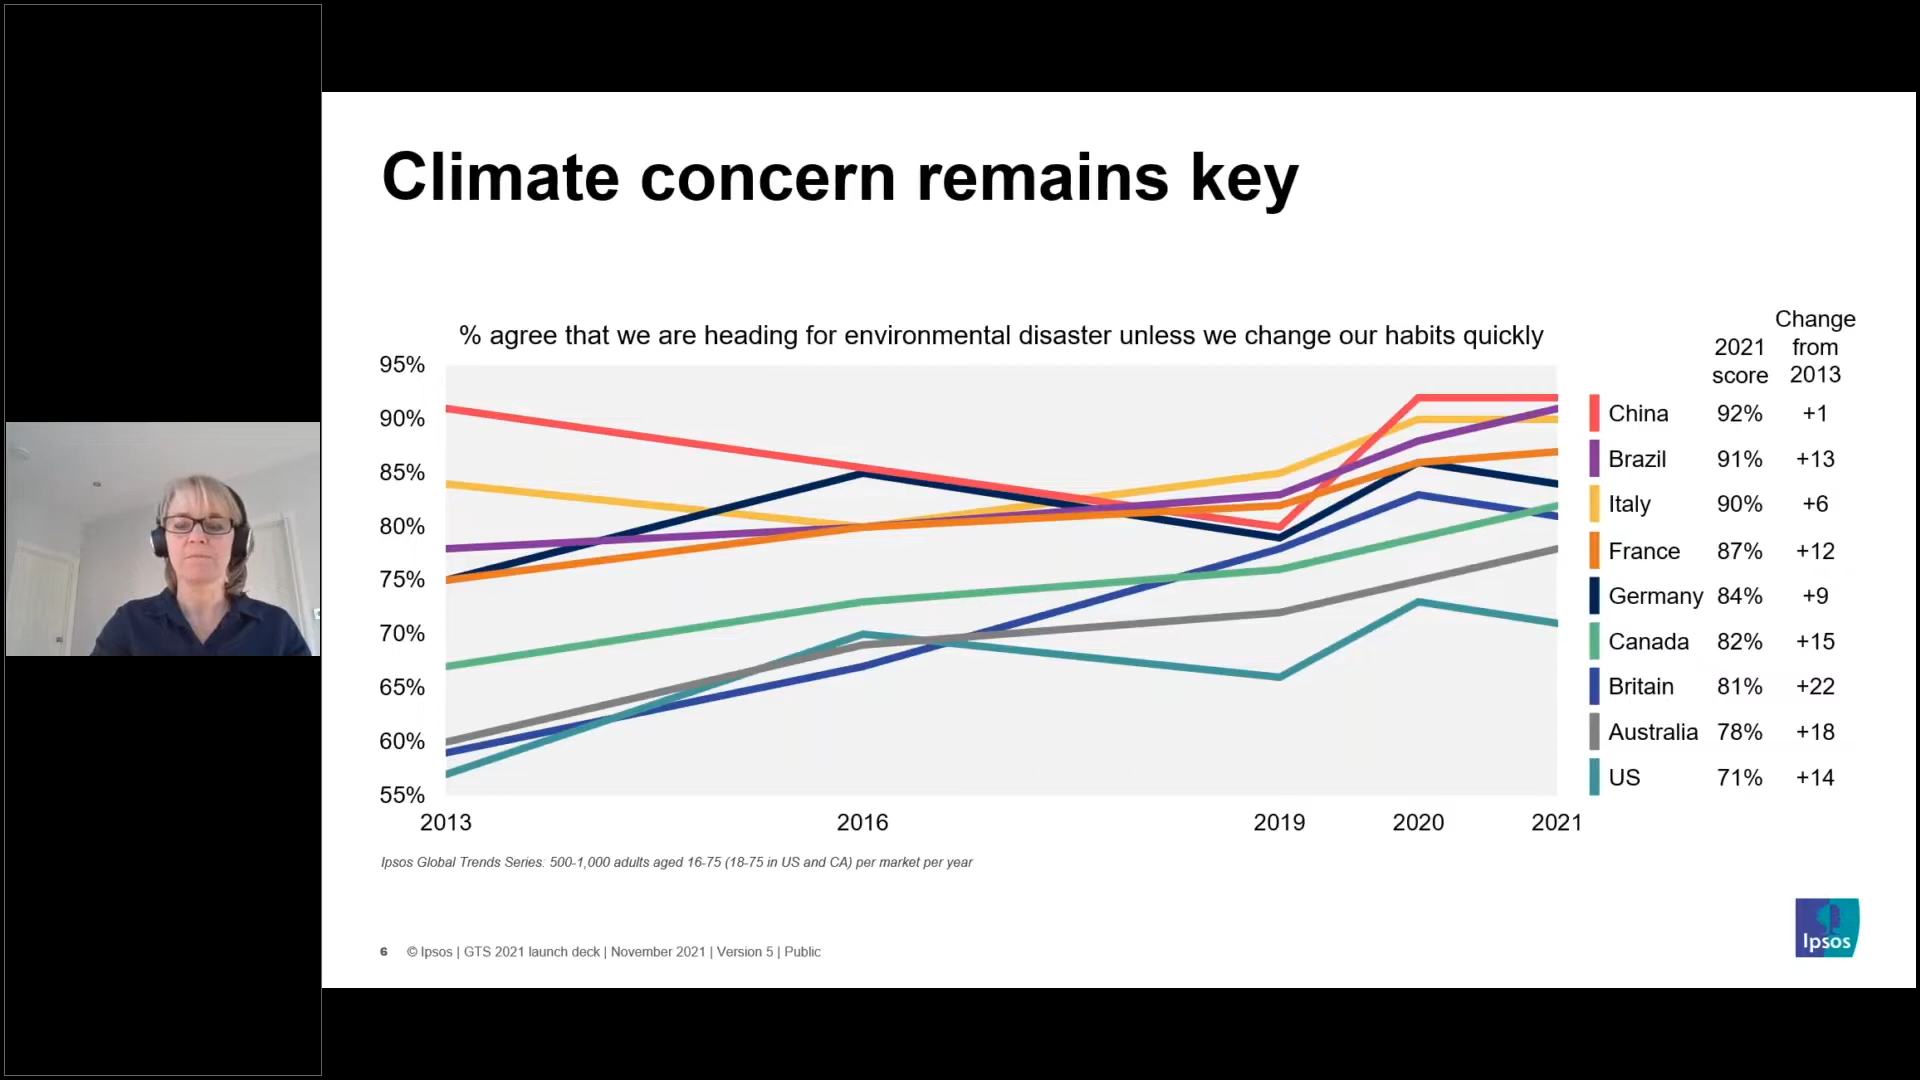 Climate concern remains key
% agree that we are heading for environmental disaster unless we change our habits quickly
95%
90%
85%
80%
75%
70%
65%
60%
55%
2013
2016
2019
2020
2021
2021 score
Change from 2013
China 92% +1
Brazil 91% +13
Italy 90% +6
France 87% +12
Germany 84% +9
Canada 82% +15
Britain 81% +22
Australia 78% +18
US 71% +14
Ipsos Global Trends Series: 500-1,000 adults aged 16-75 (18-75 in US and CA) per market per year
6 © Ipsos | GTS 2021 launch deck | November 2021 | Version 5 | Public
Ipsos